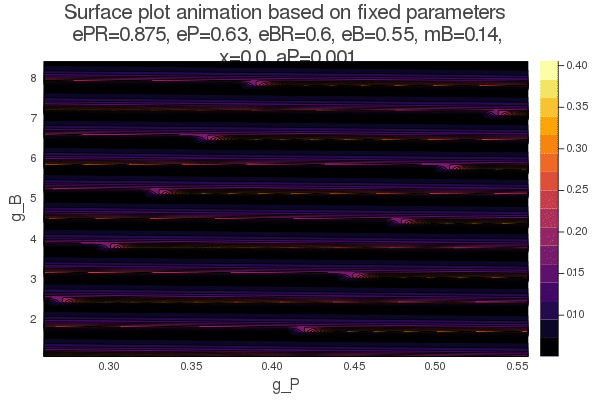 Surface plot animation based on fixed parameters
ePR=0.875, eP=0.63, eBR=0.6, eB=0.55, mB=0.14,
x=0.0, aP=0.001
0.40
8
0.35
7
0.30
6
0.25
5
g_B
4
0.20
3
0.15
2
0.10
0.30 0.35 0.40 0.45 0.50 0.55
g_P